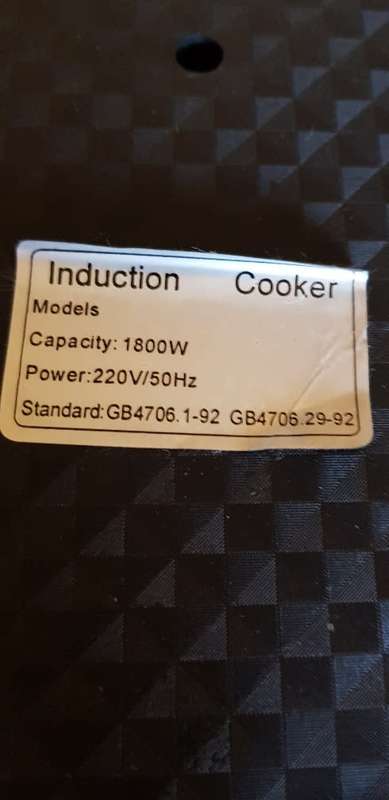 Induction Cooker
Models
Capacity: 1800W
Power:220V/50Hz
Standard:GB4706.1-92 GB4706.29-92